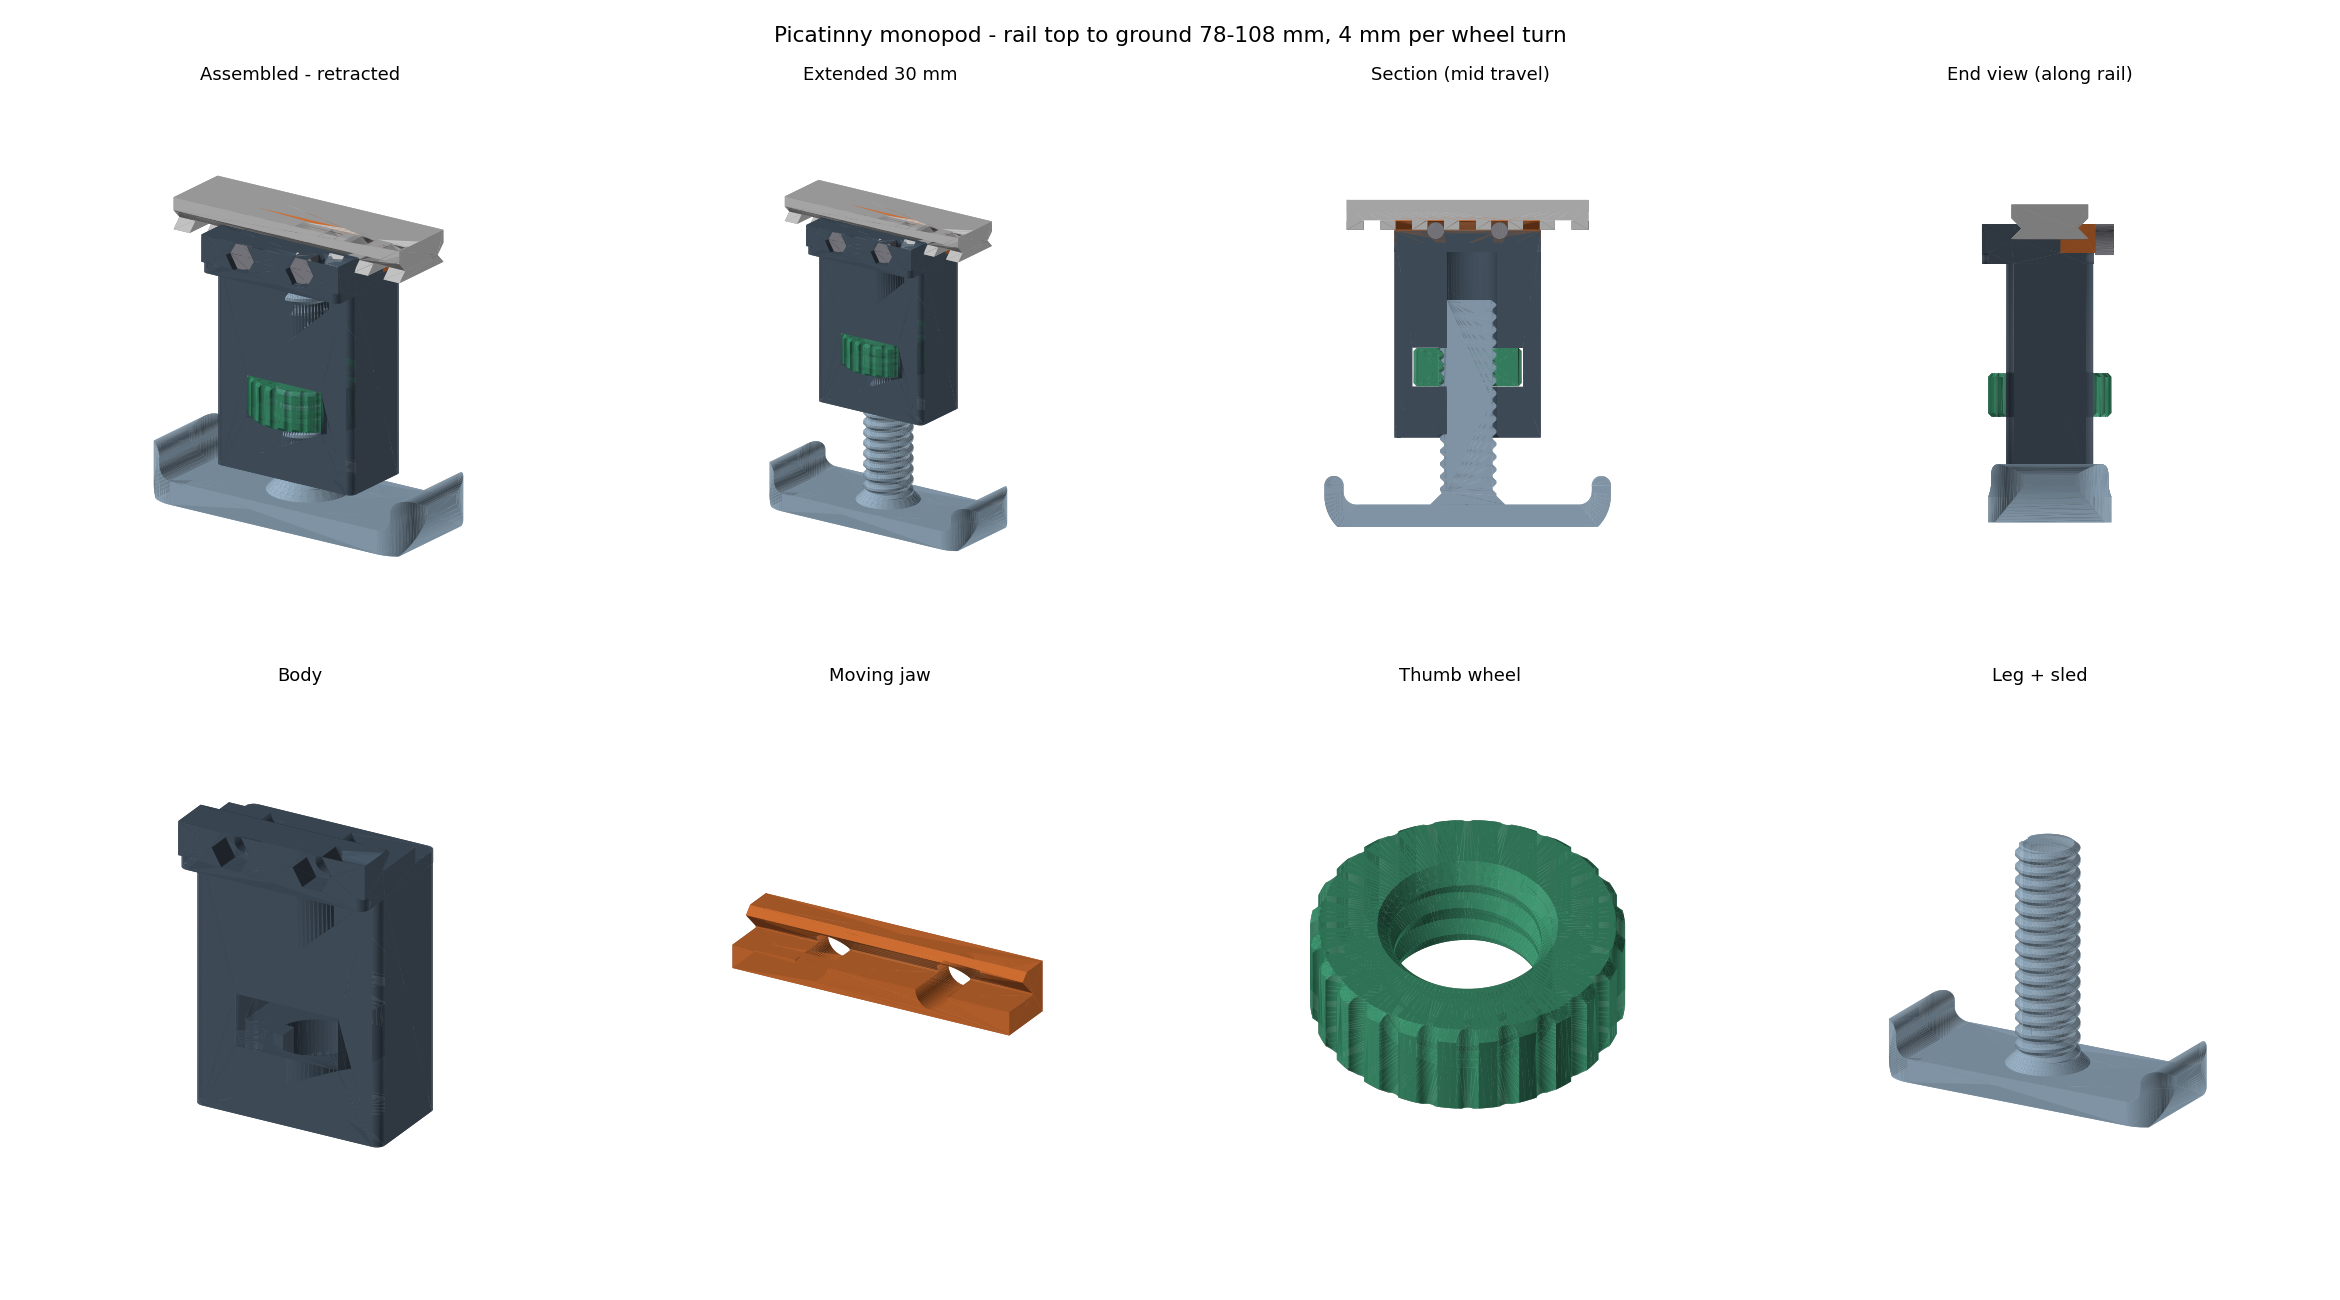 Picatinny monopod - rail top to ground 78-108 mm, 4 mm per wheel turn
Assembled - retracted
Extended 30 mm
Section (mid travel)
End view (along rail)
Body
Moving jaw
Thumb wheel
Leg + sled